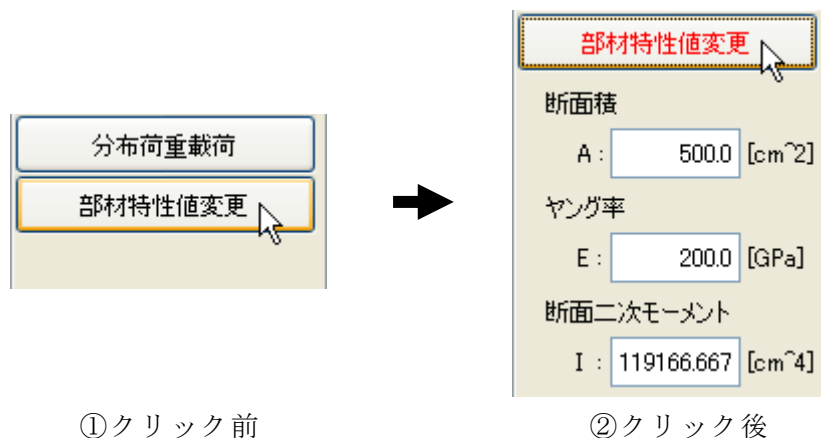 分布荷重載荷
部材特性値変更
①クリック前
部材特性値変更
断面積
A : 500.0 [cm^2]
ヤング率
E : 200.0 [GPa]
断面二次モーメント
I : 119166.667 [cm^4]
②クリック後